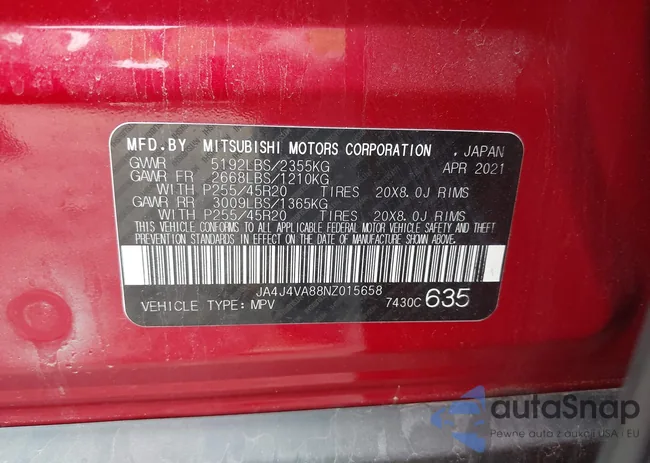 MFD.BY MITSUBISHI MOTORS CORPORATION . JAPAN
GVWR 5192LBS/2355KG APR 2021
GAWR FR 2668LBS/1210KG
WITH P255/45R20 TIRES 20X8.0J RIMS
GAWR RR 3009LBS/1365KG
WITH P255/45R20 TIRES 20X8.0J RIMS
THIS VEHICLE CONFORMS TO ALL APPLICABLE FEDERAL MOTOR VEHICLE SAFETY AND THEFT
PREVENTION STANDARDS IN EFFECT ON THE DATE OF MANUFACTURE SHOWN ABOVE.
JA4J4VA88NZ015658
VEHICLE TYPE: MPV 7430C 635
autaSnap
Pewne auto z aukcji USA i EU